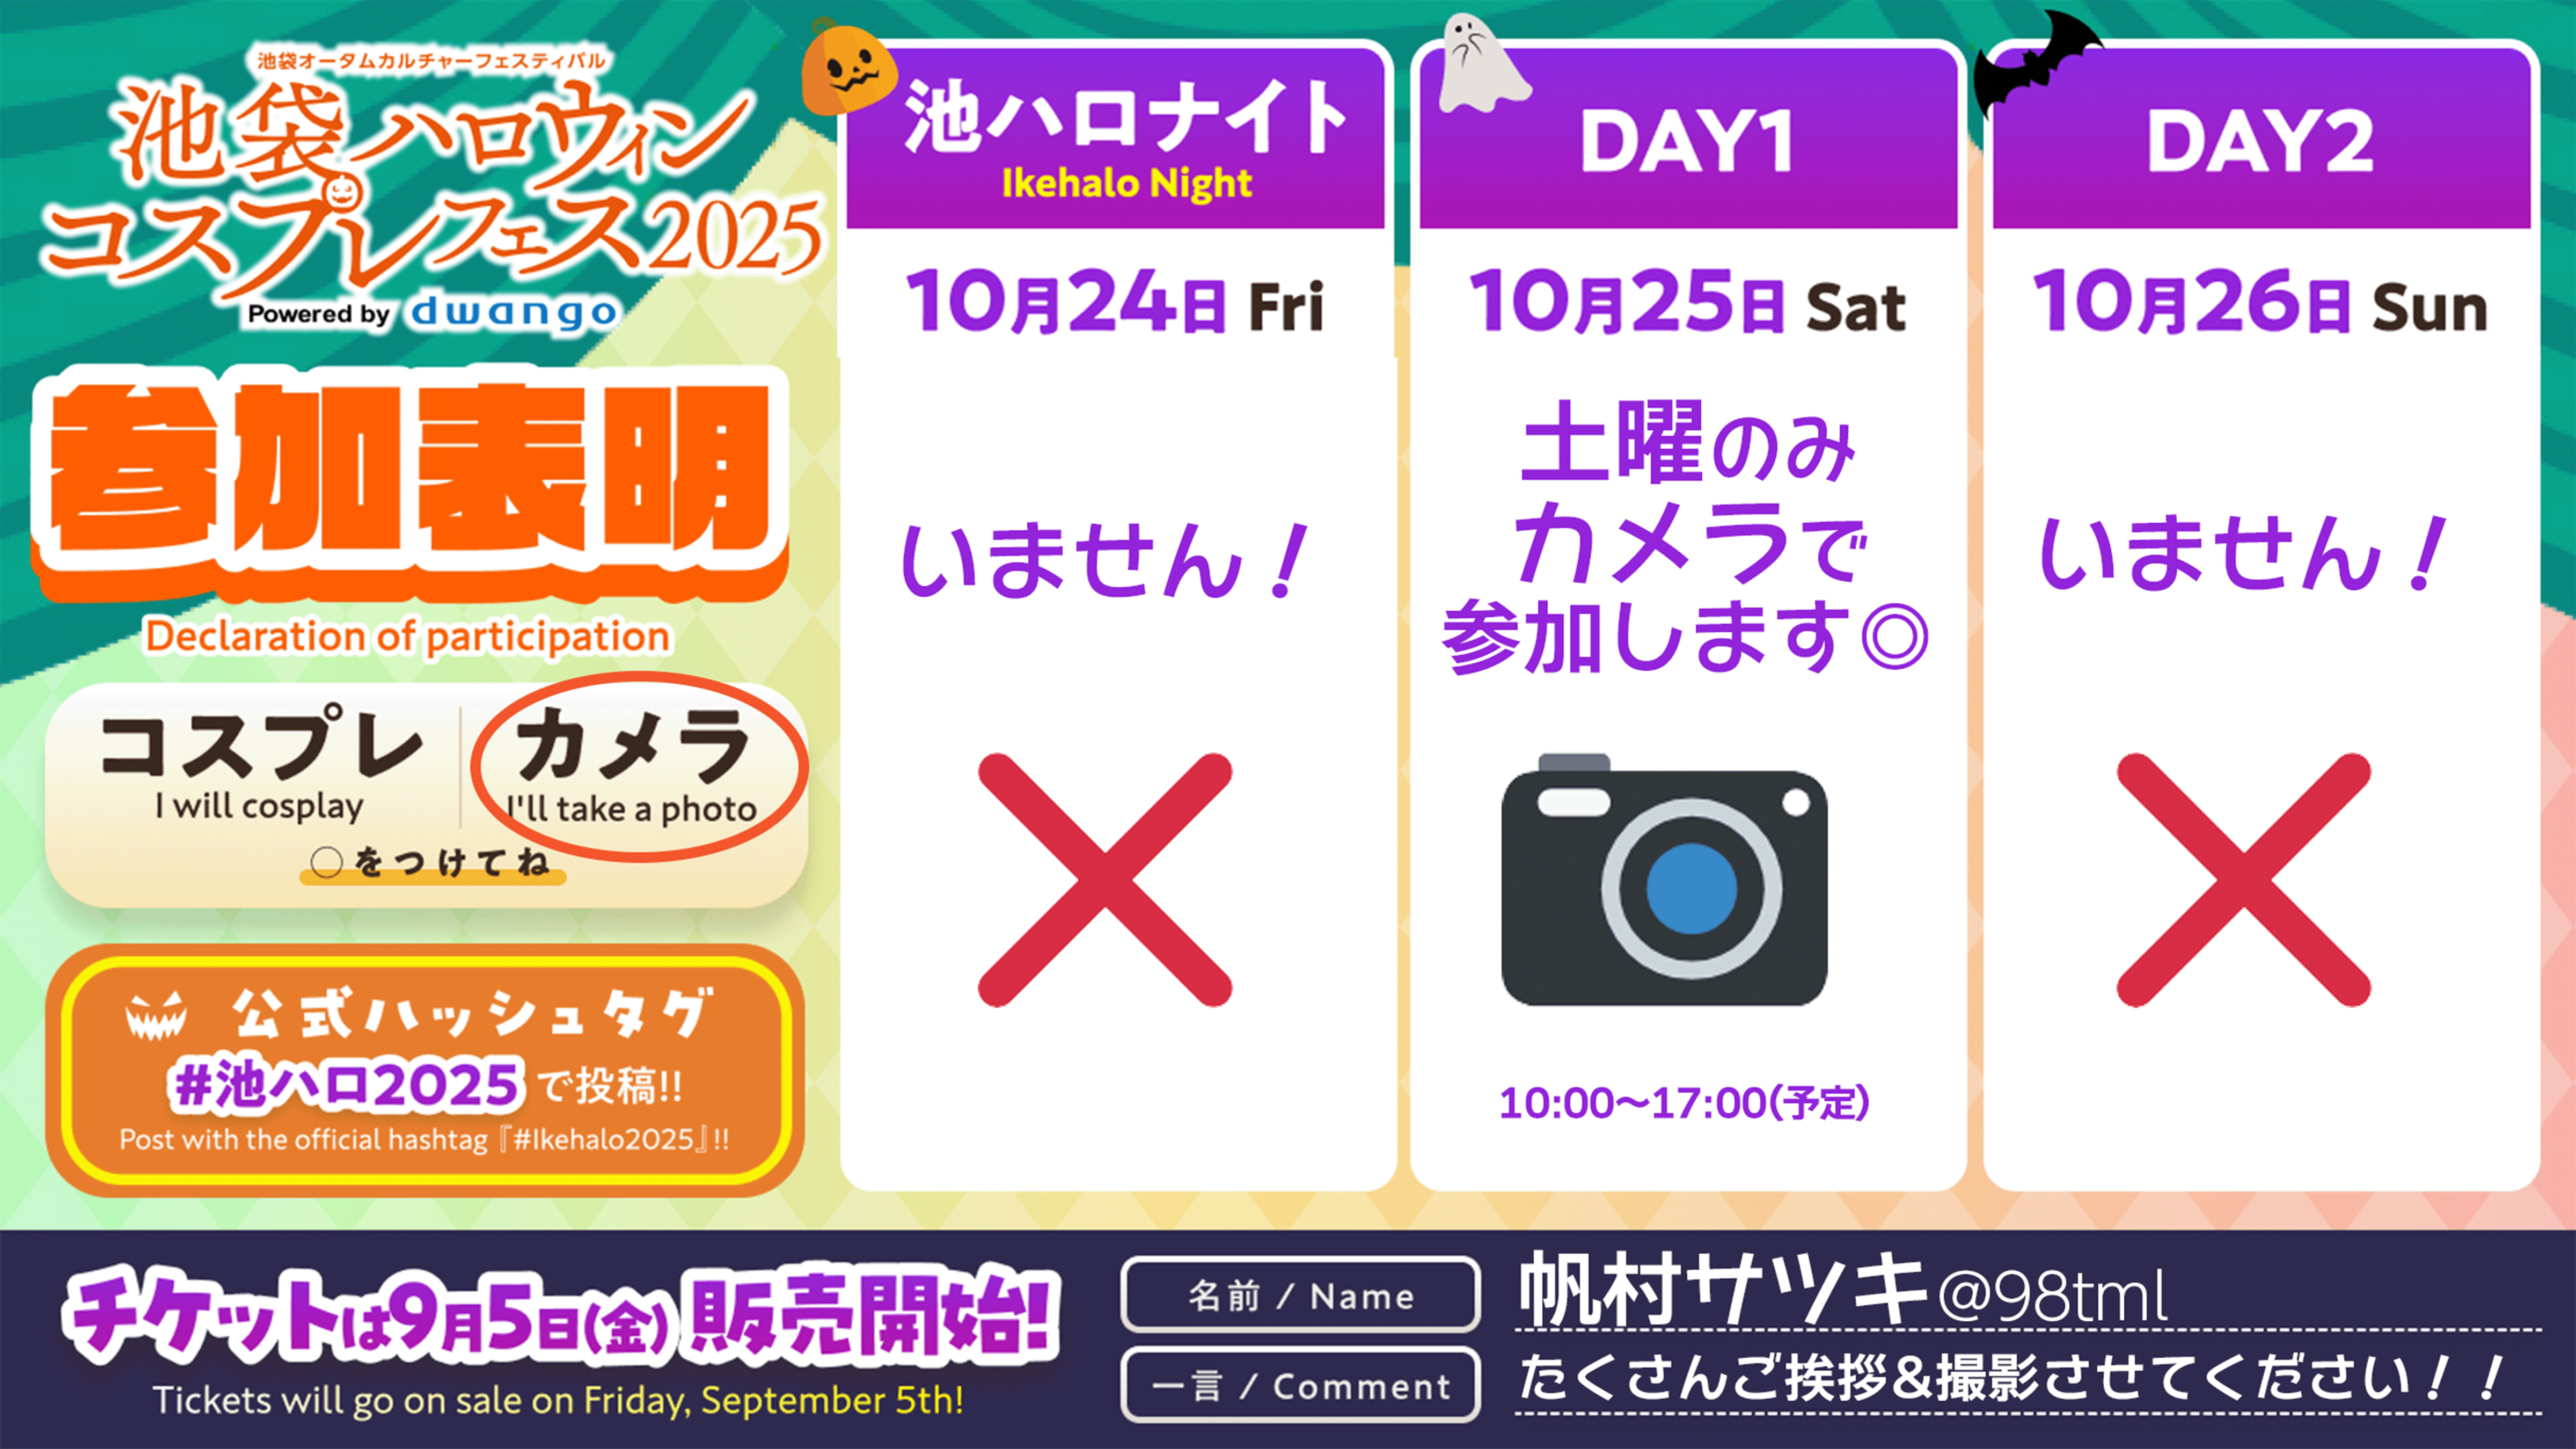 池袋オータムカルチャーフェスティバル
池袋ハロウィン
コスプレフェス2025
Powered by dwango
参加表明
Declaration of participation
コスプレ
I will cosplay
カメラ
I'll take a photo
○をつけてね
公式ハッシュタグ
#池ハロ2025で投稿!!
Post with the official hashtag『#Ikehalo2025』!!
池ハロナイト
Ikehalo Night
10月24日 Fri
いません！
DAY1
10月25日 Sat
土曜のみ
カメラで
参加します◎
10:00〜17:00(予定)
DAY2
10月26日 Sun
いません！
チケットは9月5日(金)販売開始!
Tickets will go on sale on Friday, September 5th!
名前 / Name
帆村サツキ@98tml
一言 / Comment
たくさんご挨拶&撮影させてください！！